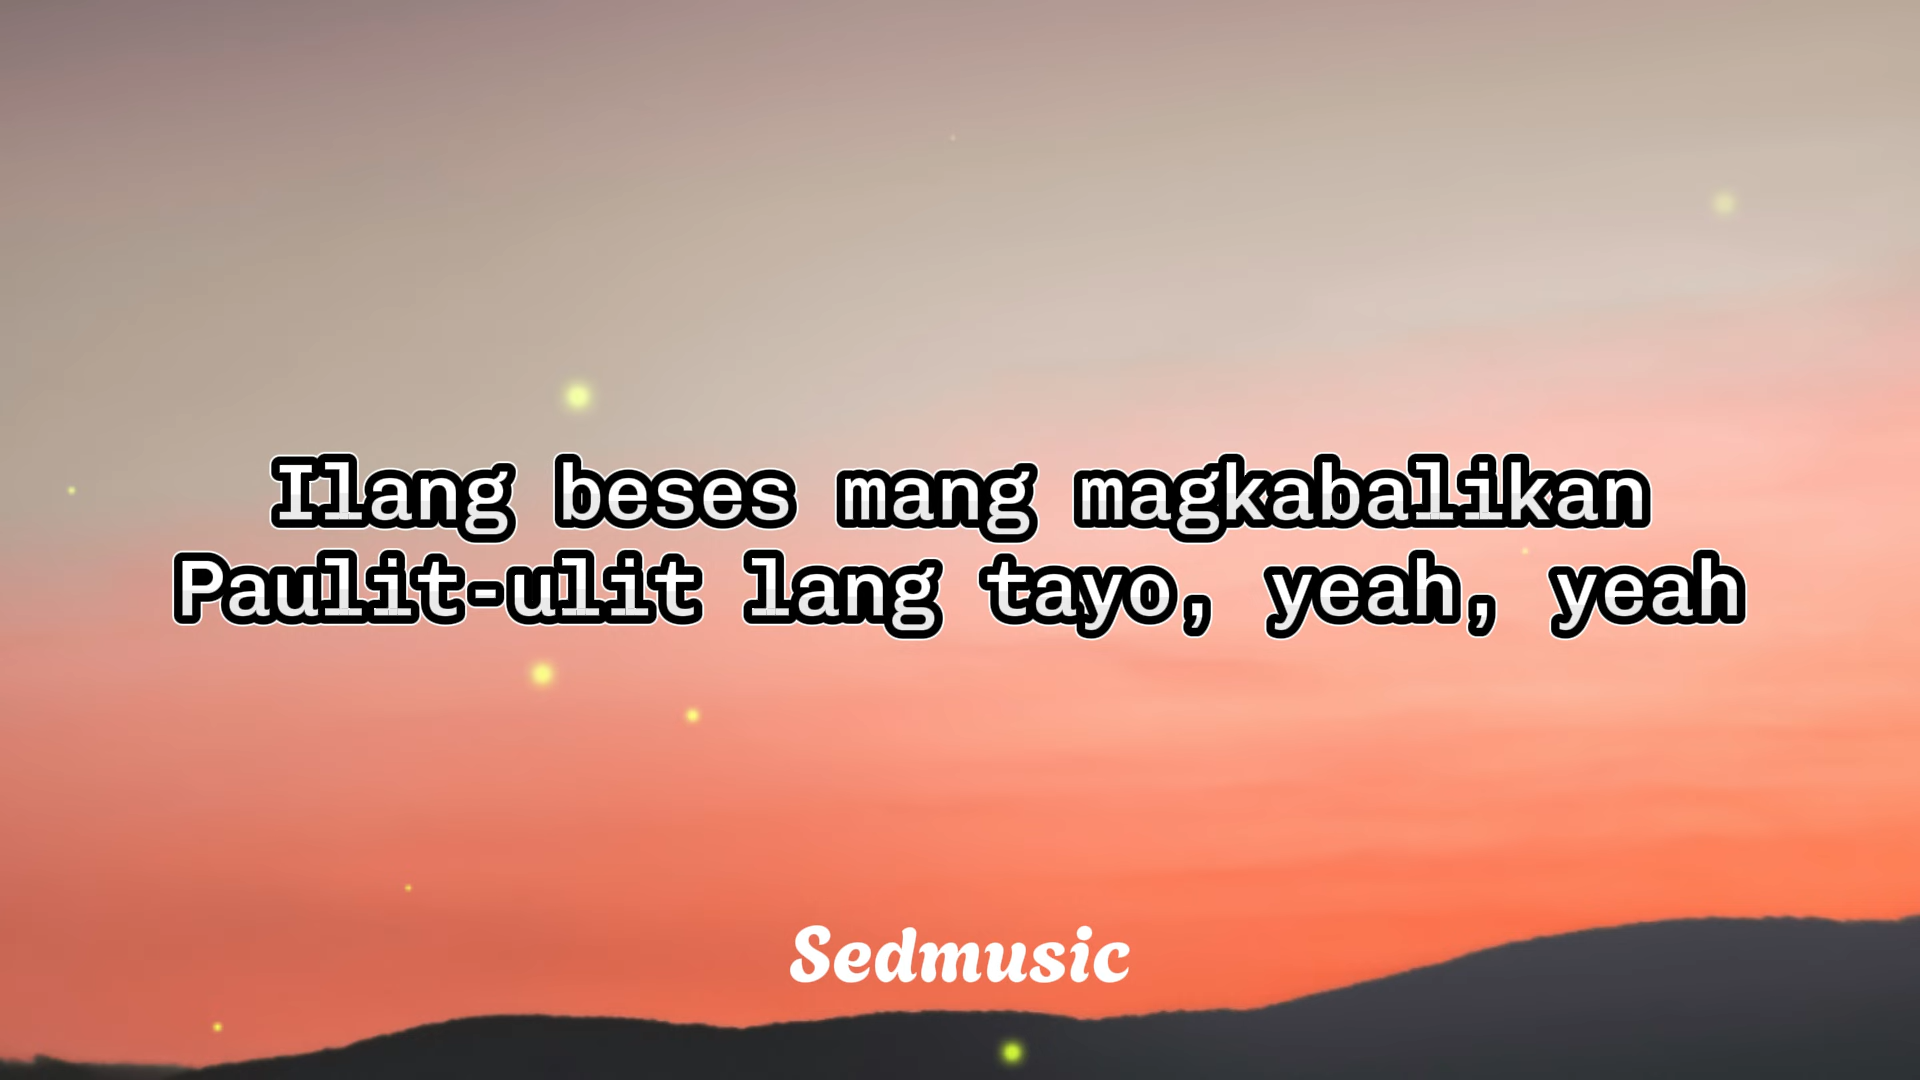 Ilang beses mang magkabalikan
Paulit-ulit lang tayo, yeah, yeah
Sedmusic